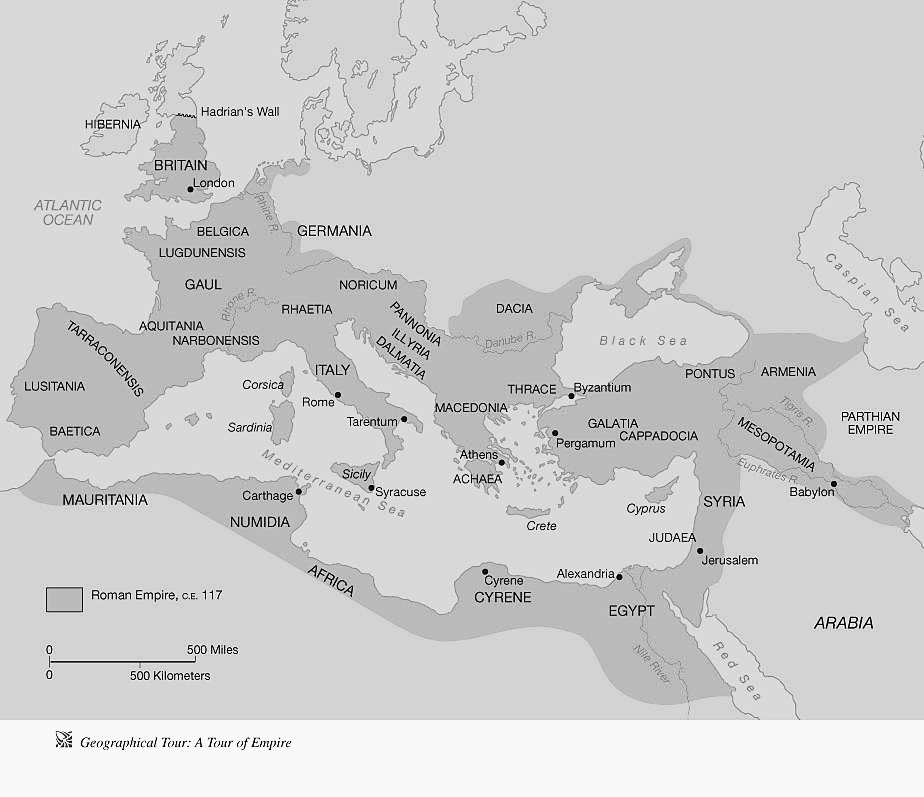 Hadrian's Wall
HIBERNIA
BRITAIN
London
ATLANTIC
OCEAN
Rhine R.
BELGICA
GERMANIA
LUGDUNENSIS
GAUL
NORICUM
Rhone R.
RHAETIA
PANNONIA
ILLYRIA
DALMATIA
DACIA
Danube R.
Black Sea
Caspian Sea
AQUITANIA
NARBONENSIS
TARRACONENSIS
LUSITANIA
BAETICA
ITALY
Corsica
Rome
Sardinia
Tarentum
MACEDONIA
THRACE
Byzantium
PONTUS
ARMENIA
GALATIA
CAPPADOCIA
Pergamum
Tigris R.
MESOPOTAMIA
PARTHIAN
EMPIRE
Euphrates R.
Babylon
Athens
ACHAEA
Mediterranean Sea
Sicily
Syracuse
Carthage
MAURITANIA
NUMIDIA
Crete
Cyprus
SYRIA
JUDAEA
Jerusalem
AFRICA
Cyrene
CYRENE
Alexandria
EGYPT
Nile River
Red Sea
ARABIA
Roman Empire, C.E. 117
0 500 Miles
0 500 Kilometers
Geographical Tour: A Tour of Empire